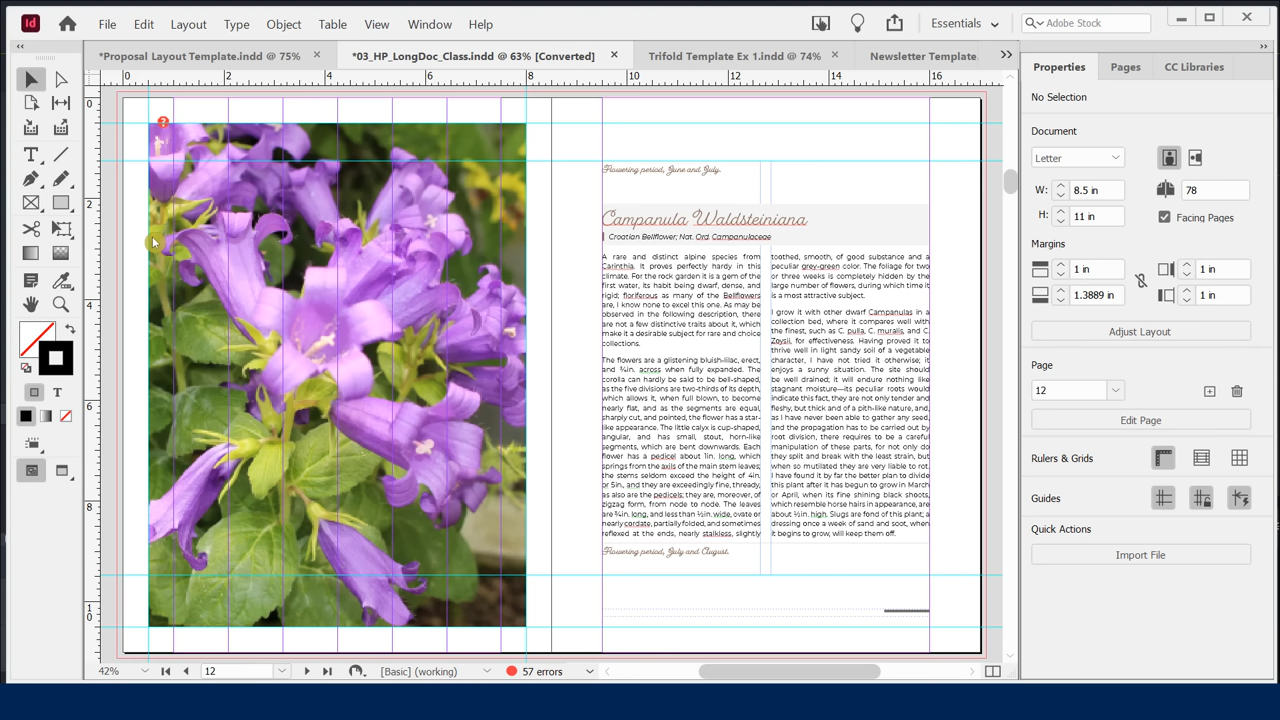 Id
File Edit Layout Type Object Table View Window Help
Essentials
Adobe Stock
*Proposal Layout Template.indd @ 75%
*03_HP_LongDoc_Class.indd @ 63% [Converted]
Trifold Template Ex 1.indd @ 74%
Newsletter Template
0 2 4 6 8 10 12 14 16
0
2
4
6
8
1
0
?
T
T
Flowering period, June and July.
Campanula Waldsteiniana
Croatian Bellflower; Nat. Ord. Campanulaceae
A rare and distinct alpine species from
Carinthia. It proves perfectly hardy in this
climate. For the rock garden it is a gem of the
first water, its habit being dwarf, dense, and
rigid; floriferous as many of the Bellflowers
are, I know none to excel this one. As may be
observed in the following description, there
are not a few distinctive traits about it, which
make it a desirable subject for rare and choice
collections.
The flowers are a glistening bluish-lilac, erect,
and ¾in. across when fully expanded. The
corolla can hardly be said to be bell-shaped,
as the five divisions are two-thirds of its depth,
which allows it, when full blown, to become
nearly flat, and as the segments are equal,
sharply cut, and pointed, the flower has a star-
like appearance. The little calyx is cup-shaped,
angular, and has small, stout, horn-like
segments, which are bent downwards. Each
flower has a pedicel about 1in. long, which
springs from the axils of the main stem leaves;
the stems seldom exceed the height of 4in.
or 5in., and they are exceedingly fine, thready,
as also are the pedicels; they are, moreover, of
zigzag form, from node to node. The leaves
are ¾in. long, and less than ½in. wide, ovate or
nearly cordate, partially folded, and sometimes
reflexed at the ends, nearly stalkless, slightly
toothed, smooth, of good substance and a
peculiar grey-green color. The foliage for two
or three weeks is completely hidden by the
large number of flowers, during which time it
is a most attractive subject.
I grow it with other dwarf Campanulas in a
collection bed, where it compares well with
the finest, such as C. pulla, C. muralis, and C.
Zoysii, for effectiveness. Having proved it to
thrive well in light sandy soil of a vegetable
character, I have not tried it otherwise; it
enjoys a sunny situation. The site should
be well drained; it will endure nothing like
stagnant moisture—its peculiar roots would
indicate this fact, they are not only tender and
fleshy, but thick and of a pith-like nature, and,
as I have never been able to gather any seed,
and the propagation has to be carried out by
root division, there requires to be a careful
manipulation of these parts, for not only do
they split and break with the least strain, but
when so mutilated they are very liable to rot.
I have found it by far the better plan to divide
this plant after it has begun to grow in March
or April, when its fine shining black shoots,
which resemble horse hairs in appearance, are
about ½in. high. Slugs are fond of this plant; a
dressing once a week of sand and soot, when
it begins to grow, will keep them off.
Flowering period, July and August.
42%
12
[Basic] (working)
57 errors
Properties Pages CC Libraries
No Selection
Document
Letter
W: 8.5 in
78
H: 11 in
Facing Pages
Margins
1 in
1 in
1.3889 in
1 in
Adjust Layout
Page
12
Edit Page
Rulers & Grids
Guides
Quick Actions
Import File